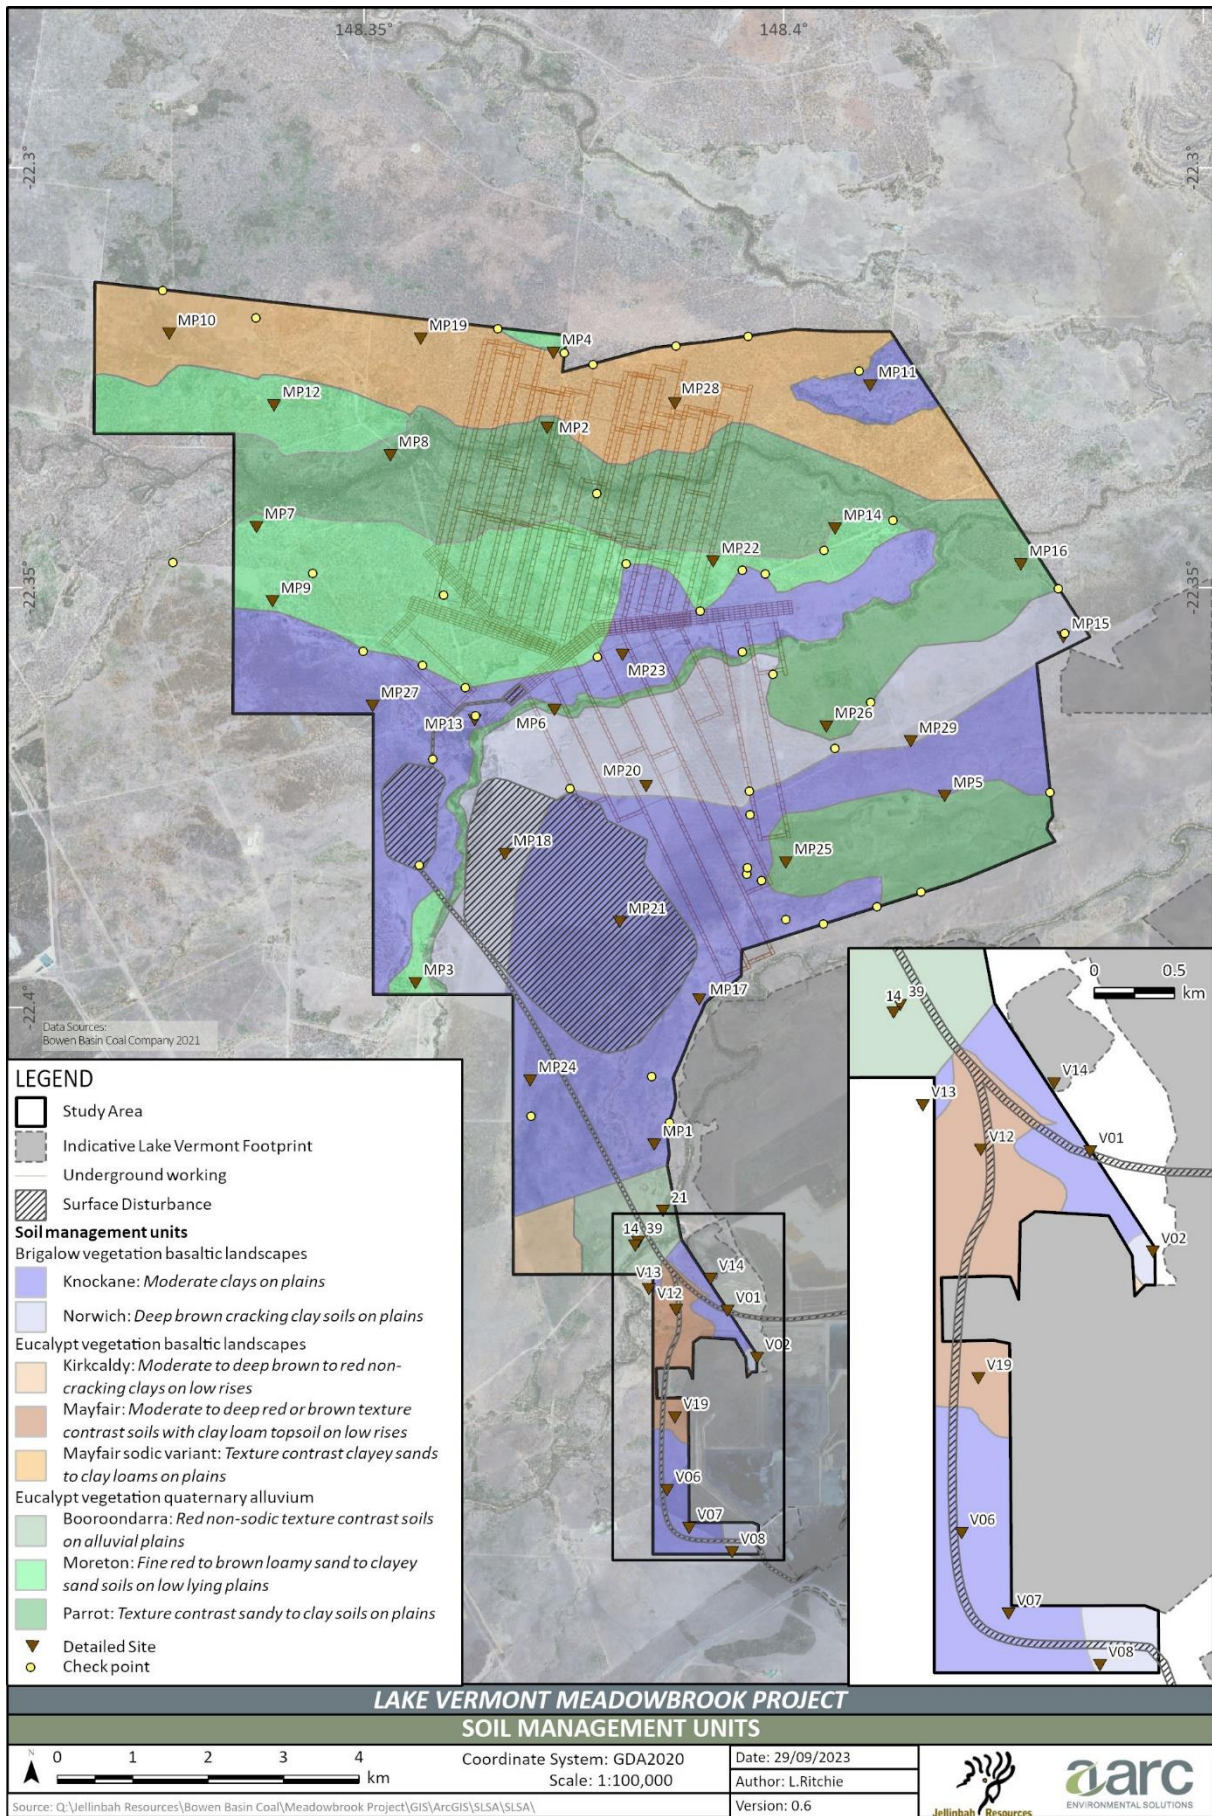 148.35°
148.4°
-22.3°
-22.3°
MP10
MP19
MP4
MP11
MP12
MP28
MP2
MP8
MP7
MP14
MP22
MP16
-22.35°
-22.35°
MP9
MP15
MP23
MP27
MP13
MP6
MP26
MP29
MP20
MP5
MP18
MP25
MP21
MP3
MP17
-22.4°
Data Sources:
Bowen Basin Coal Company 2021
MP24
MP1
21
14
39
V13
V14
V12
V01
V02
V19
V06
V07
V08
0 0.5
km
14
39
V14
V13
V12
V01
V02
V19
V06
V07
V08
LEGEND
Study Area
Indicative Lake Vermont Footprint
Underground working
Surface Disturbance
Soil management units
Brigalow vegetation basaltic landscapes
Knockane: Moderate clays on plains
Norwich: Deep brown cracking clay soils on plains
Eucalypt vegetation basaltic landscapes
Kirkcaldy: Moderate to deep brown to red non-
cracking clays on low rises
Mayfair: Moderate to deep red or brown texture
contrast soils with clay loam topsoil on low rises
Mayfair sodic variant: Texture contrast clayey sands
to clay loams on plains
Eucalypt vegetation quaternary alluvium
Booroondarra: Red non-sodic texture contrast soils
on alluvial plains
Moreton: Fine red to brown loamy sand to clayey
sand soils on low lying plains
Parrot: Texture contrast sandy to clay soils on plains
Detailed Site
Check point
LAKE VERMONT MEADOWBROOK PROJECT
SOIL MANAGEMENT UNITS
N
0 1 2 3 4
km
Coordinate System: GDA2020
Scale: 1:100,000
Date: 29/09/2023
Author: L.Ritchie
Version: 0.6
Source: Q:\Jellinbah Resources\Bowen Basin Coal\Meadowbrook Project\GIS\ArcGIS\SLSA\SLSA\
Jellinbah Resources
aarc
ENVIRONMENTAL SOLUTIONS